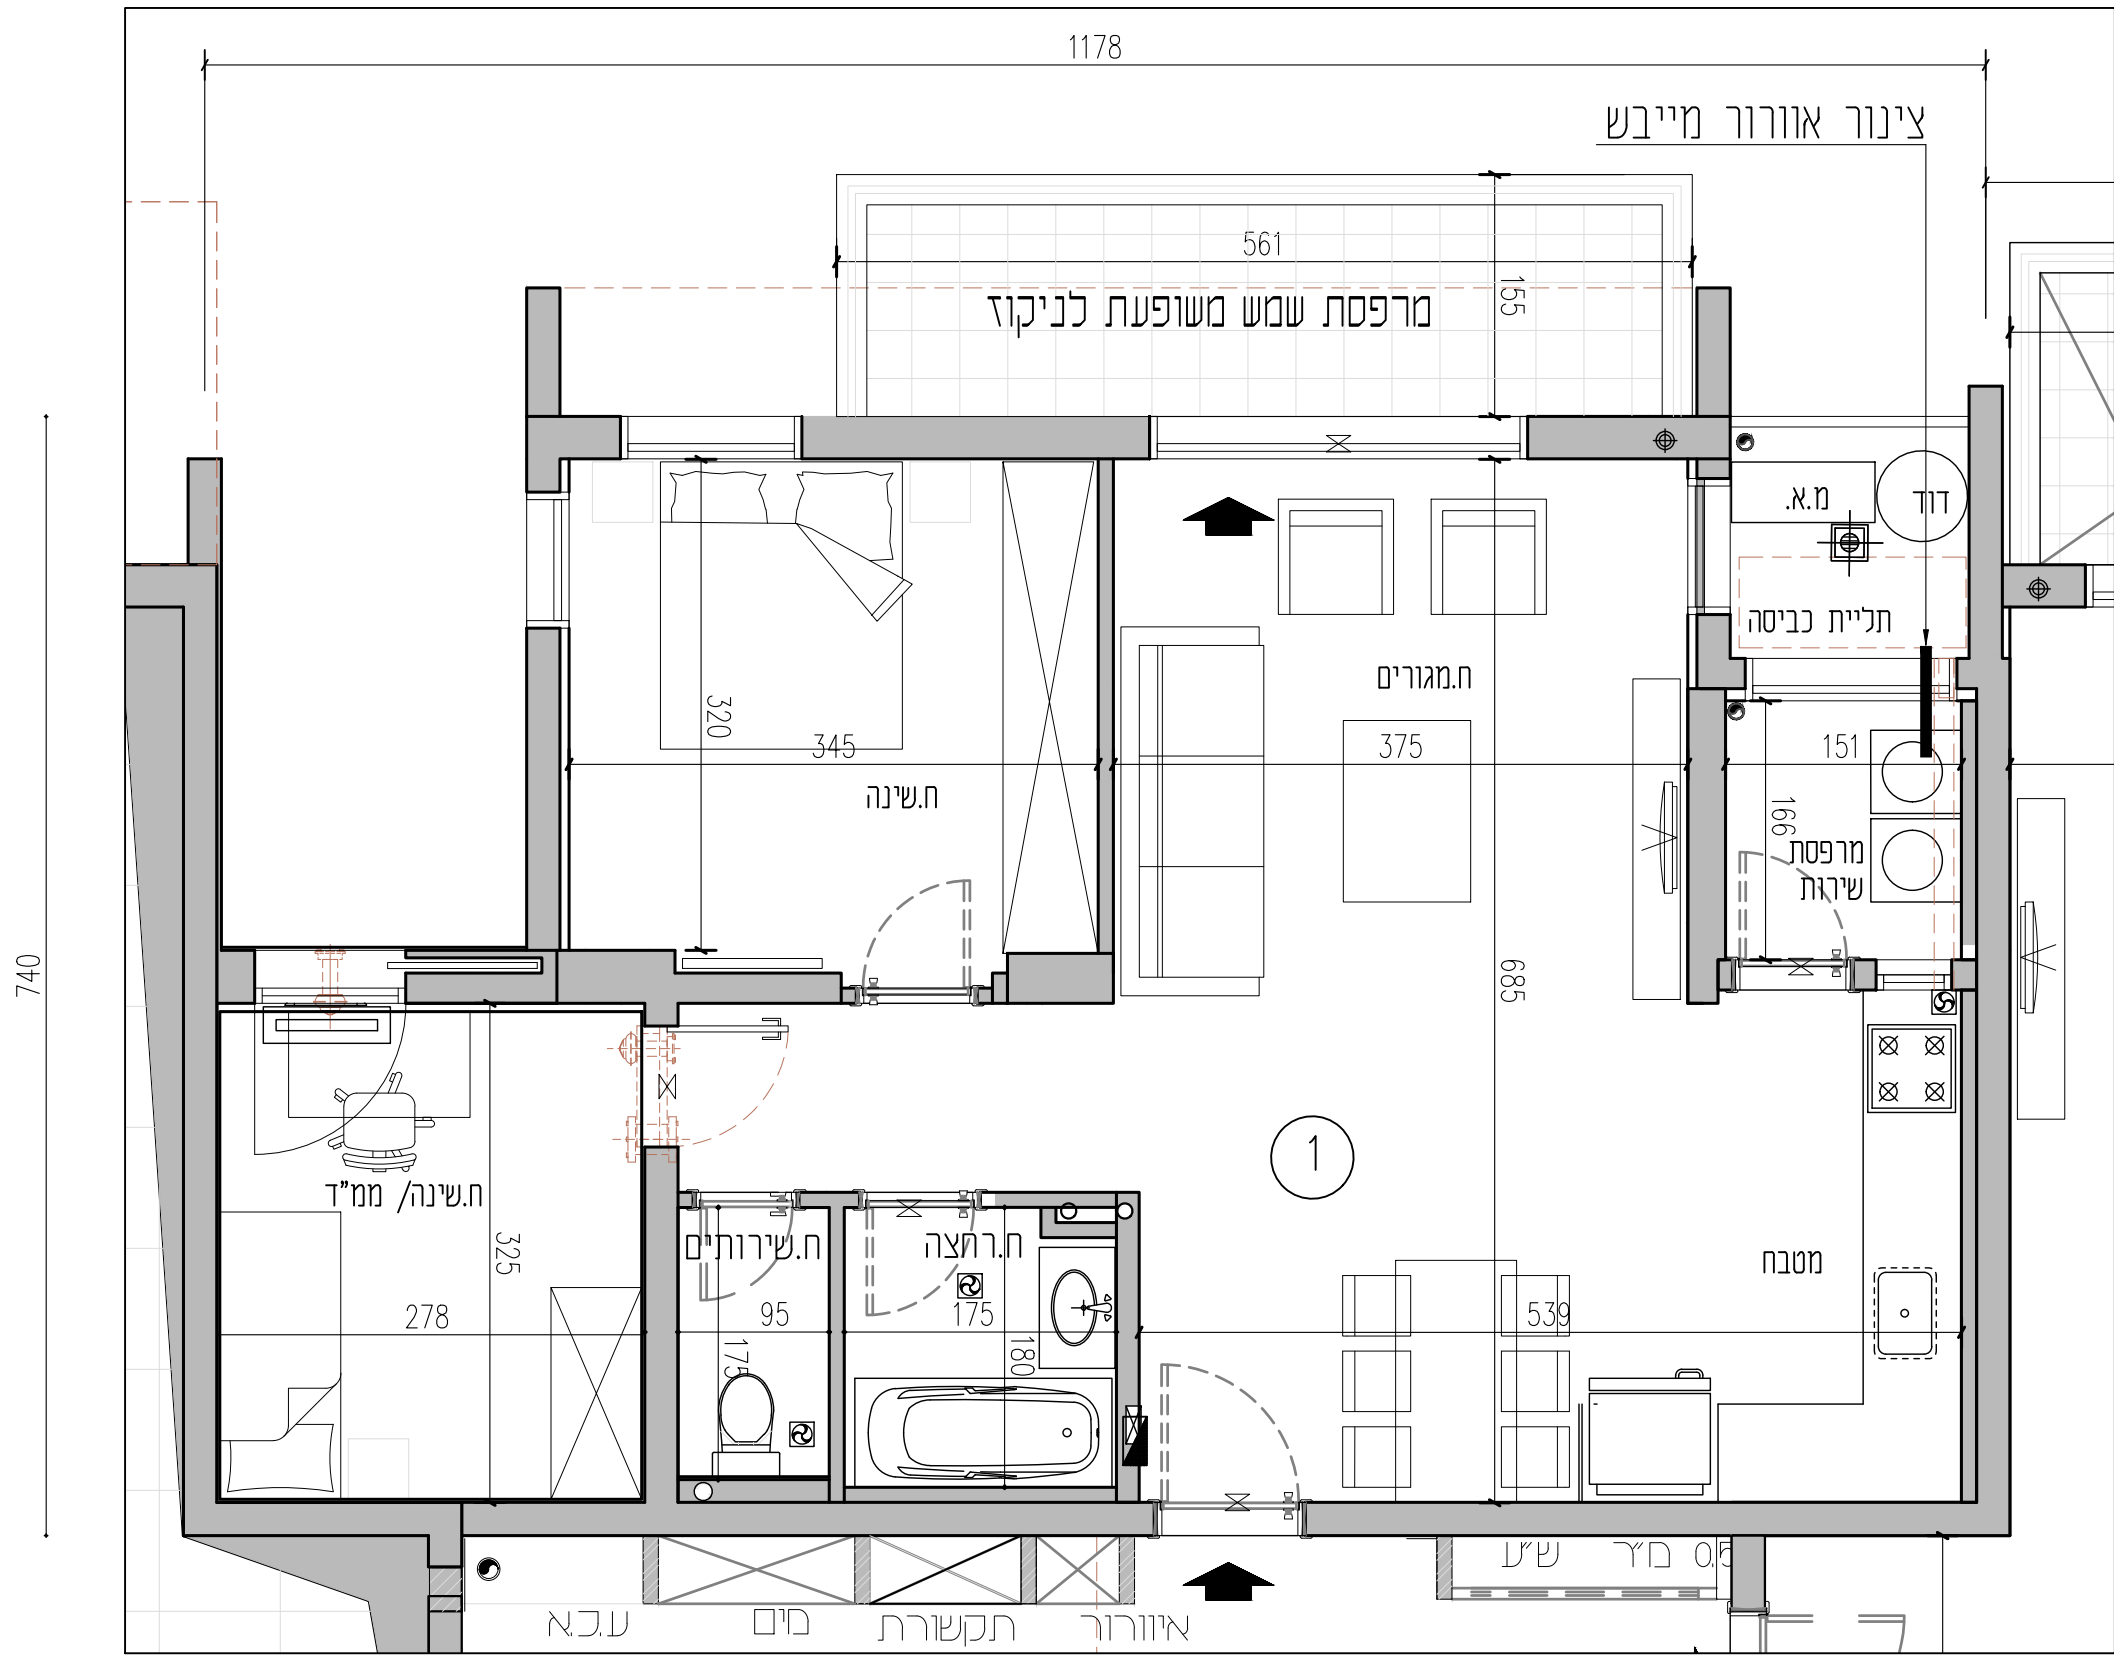 1178
צינור אוורור מייבש
561
155
מרפסת שמש משופעת לניקוז
מ.א.
דוד
תליית כביסה
ח.מגורים
320
345
375
151
ח.שינה
166
מרפסת
שירות
740
685
1
ח.שינה/ ממ"ד
325
ח.שירותים
ח.רחצה
מטבח
278
95
175
539
175
180
ש"ע
מ"ר 0.5
ע.כ.א
מים
תקשורת
איוורור